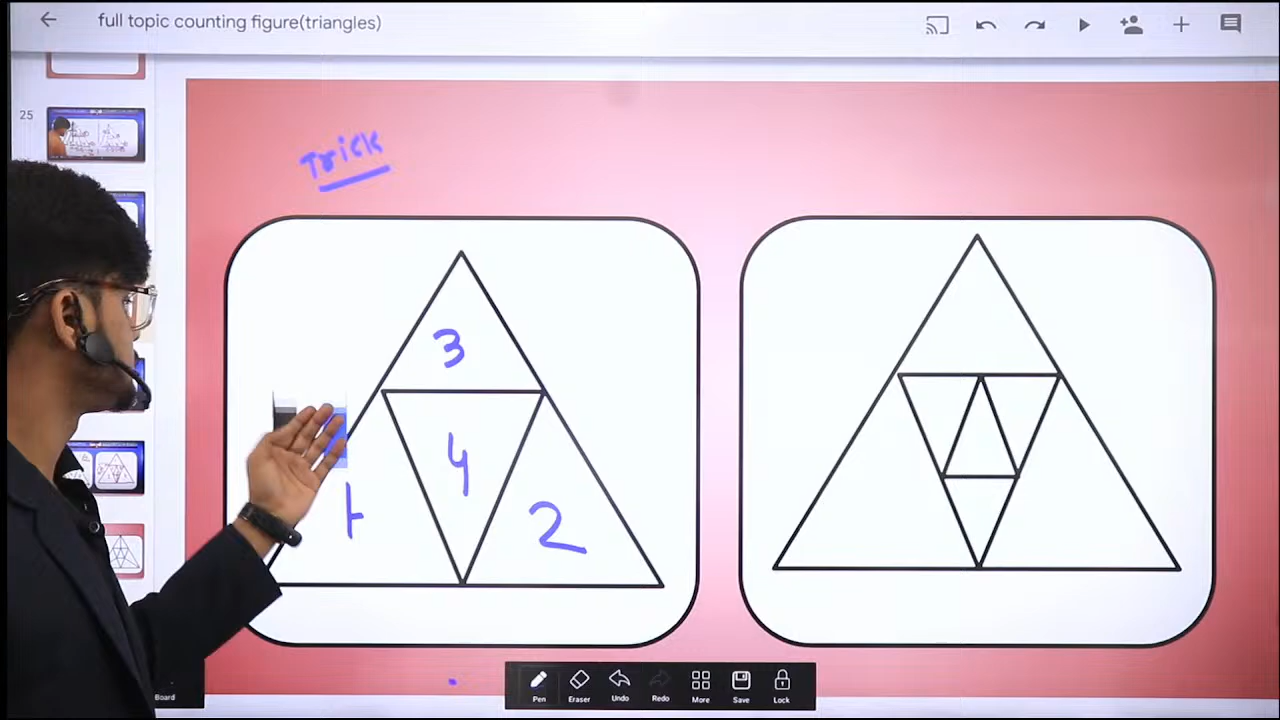 full topic counting figure(triangles)
25
Trick
3
4
1
2
Board
Pen
Eraser
Undo
Redo
More
Save
Lock